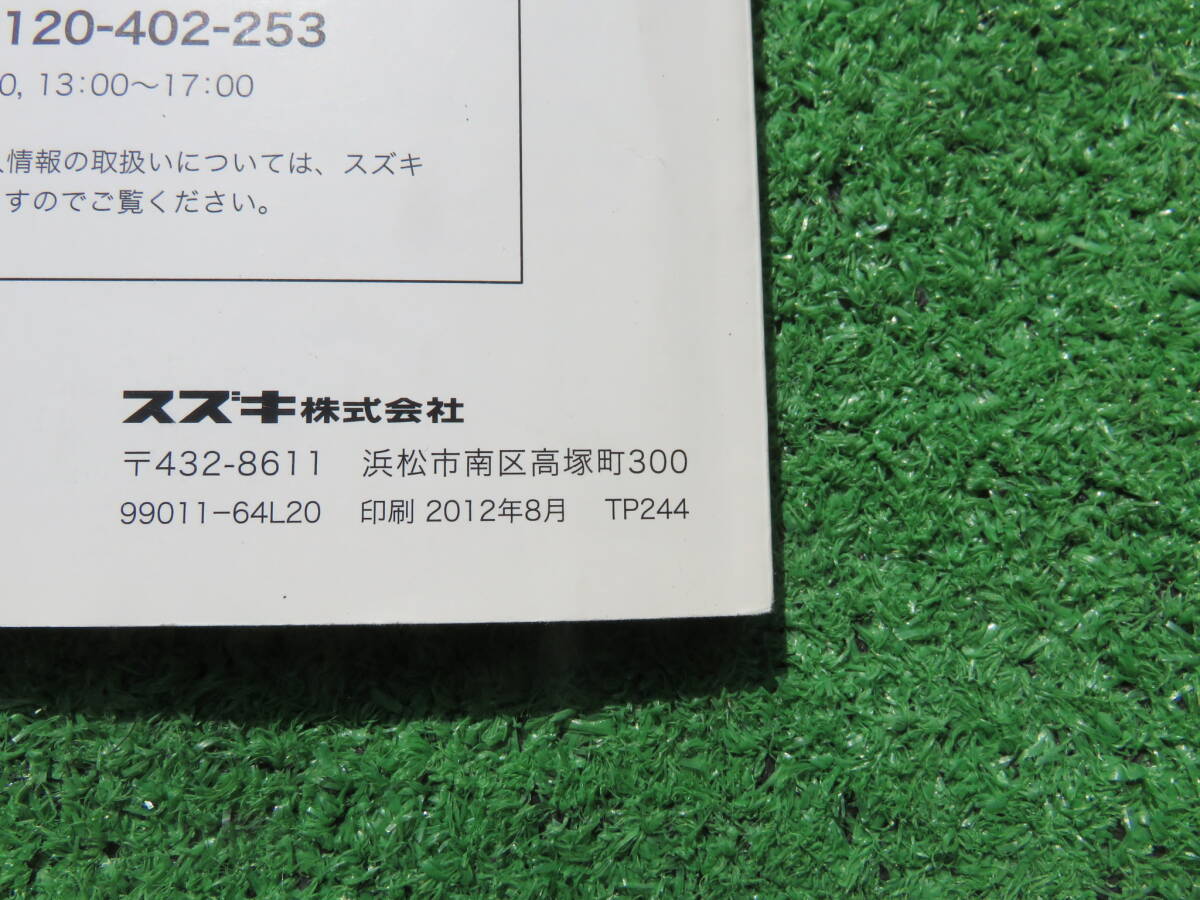 120-402-253
0, 13:00～17:00
情報の取扱いについては、スズキ
すのでご覧ください。
スズキ株式会社
〒432-8611 浜松市南区高塚町300
99011-64L20 印刷 2012年8月 TP244